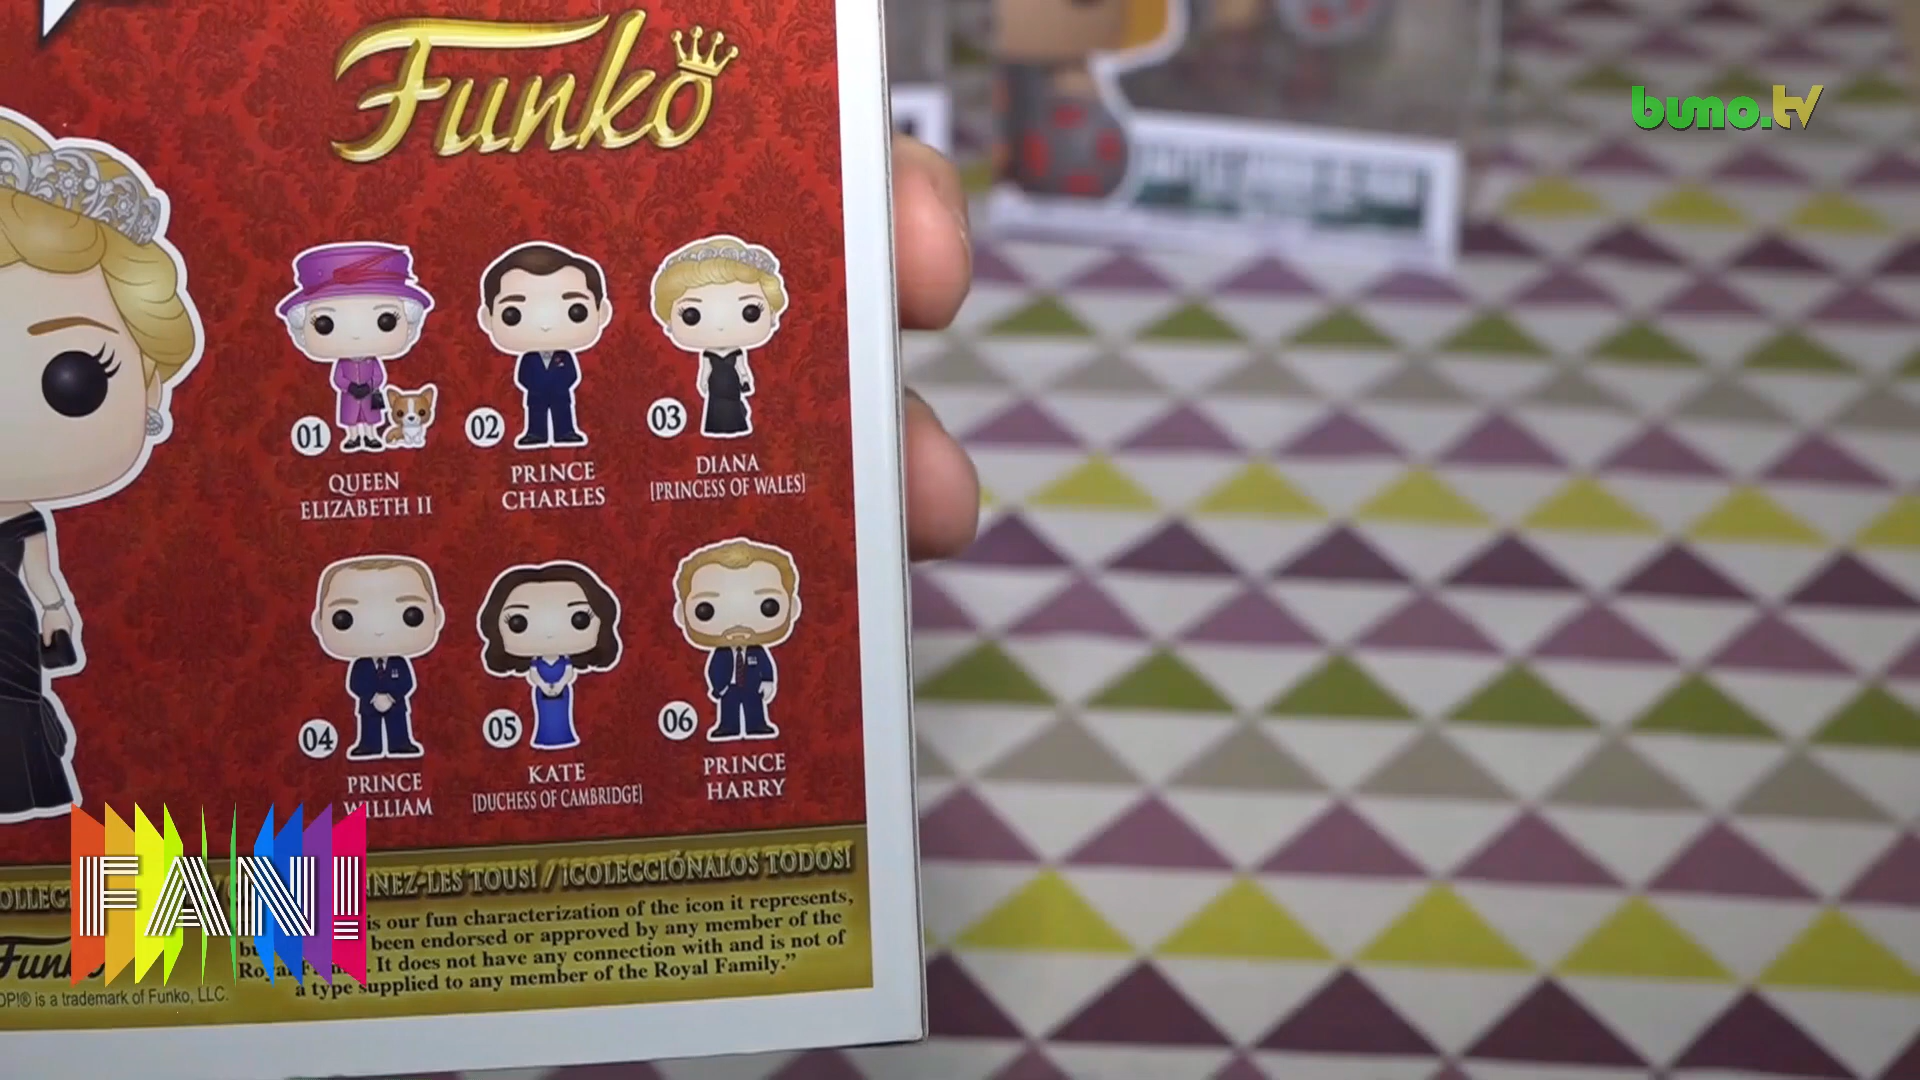 Funko
bumo.tv
01
02
03
QUEEN
ELIZABETH II
PRINCE
CHARLES
DIANA
[PRINCESS OF WALES]
04
05
06
PRINCE
WILLIAM
KATE
[DUCHESS OF CAMBRIDGE]
PRINCE
HARRY
FAN!
NEZ-LES TOUS! / ¡COLECCIÓNALOS TODOS!
is our fun characterization of the icon it represents,
been endorsed or approved by any member of the
It does not have any connection with and is not of
a type supplied to any member of the Royal Family."
OP!® is a trademark of Funko, LLC.